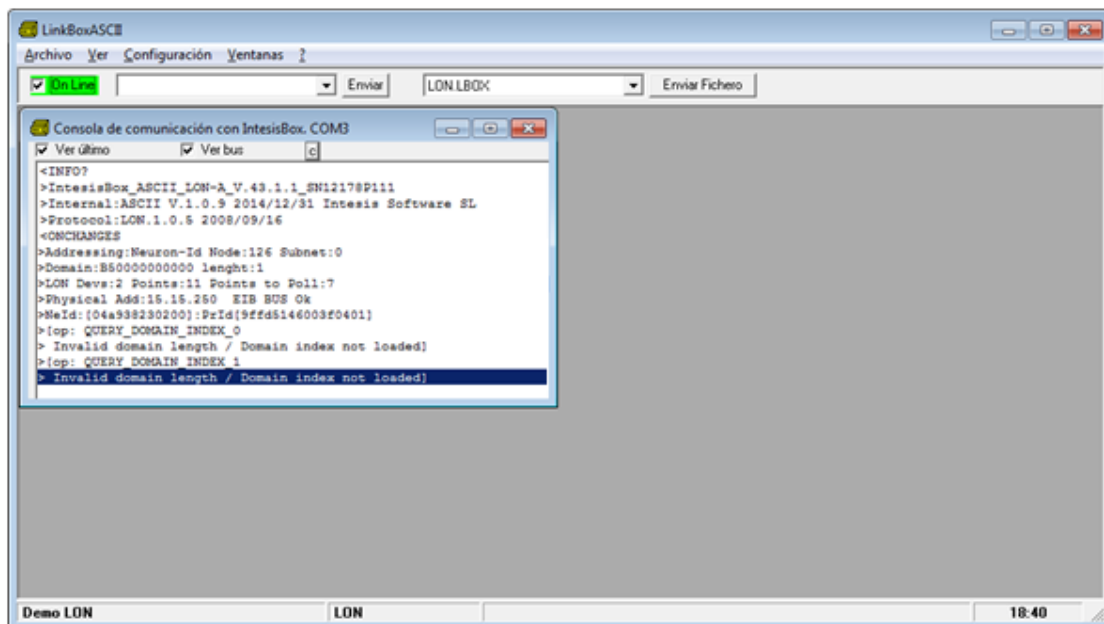 LinkBoxASCII
Archivo Ver Configuración Ventanas ?
On Line Enviar LON.LBOX Enviar Fichero
Consola de comunicación con IntesisBox. COM3
Ver último Ver bus c
<INFO?
>IntesisBox_ASCII_LON-A_V.43.1.1_SN12178P111
>Internal:ASCII V.1.0.9 2014/12/31 Intesis Software SL
>Protocol:LON.1.0.5 2008/09/16
<ONCHANGES
>Addressing:Neuron-Id Node:126 Subnet:0
>Domain:B50000000000 lenght:1
>LON Devs:2 Points:11 Points to Poll:7
>Physical Add:15.15.250 EIB BUS Ok
>NeId:[04a938230200]:PrId[9ffd5146003f0401]
>[op: QUERY_DOMAIN_INDEX_0
> Invalid domain length / Domain index not loaded]
>[op: QUERY_DOMAIN_INDEX_1
> Invalid domain length / Domain index not loaded]
Demo LON LON 18:40